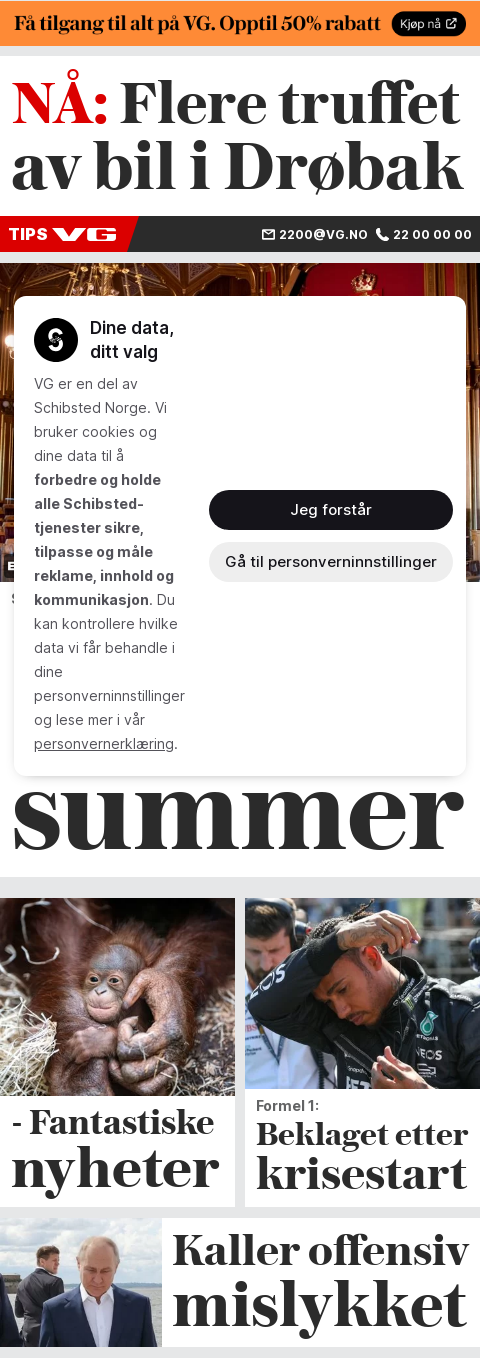 Få tilgang til alt på VG. Opptil 50% rabatt
Kjøp nå
NÅ: Flere truffet
av bil i Drøbak
TIPS VG
2200@VG.NO
22 00 00 00
Dine data,
ditt valg
VG er en del av
Schibsted Norge. Vi
bruker cookies og
dine data til å
forbedre og holde
alle Schibsted-
tjenester sikre,
tilpasse og måle
reklame, innhold og
kommunikasjon. Du
kan kontrollere hvilke
data vi får behandle i
dine
personverninnstillinger
og lese mer i vår
personvernerklæring.
Jeg forstår
Gå til personverninnstillinger
summer
- Fantastiske
nyheter
Formel 1:
Beklaget etter
krisestart
Kaller offensiv
mislykket